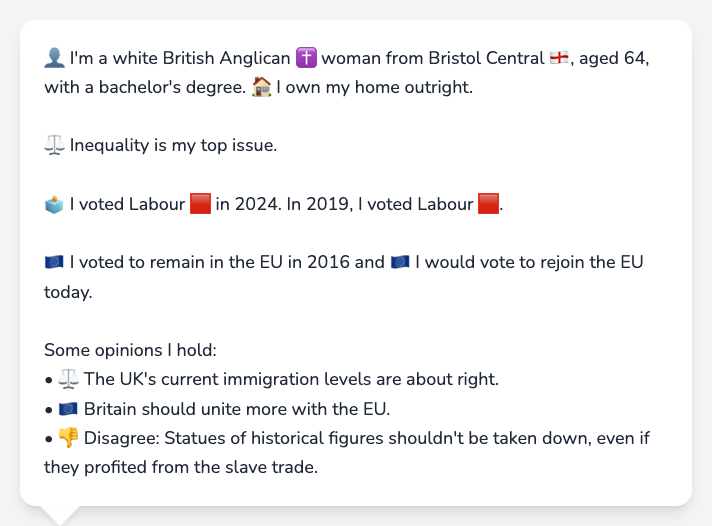 👤 I'm a white British Anglican ✝️ woman from Bristol Central 🏴󠁧󠁢󠁥󠁮󠁧󠁿, aged 64,
with a bachelor's degree. 🏠 I own my home outright.
⚖️ Inequality is my top issue.
🗳️ I voted Labour 🟥 in 2024. In 2019, I voted Labour 🟥.
🇪🇺 I voted to remain in the EU in 2016 and 🇪🇺 I would vote to rejoin the EU
today.
Some opinions I hold:
• ⚖️ The UK's current immigration levels are about right.
• 🇪🇺 Britain should unite more with the EU.
• 👎 Disagree: Statues of historical figures shouldn't be taken down, even if
they profited from the slave trade.